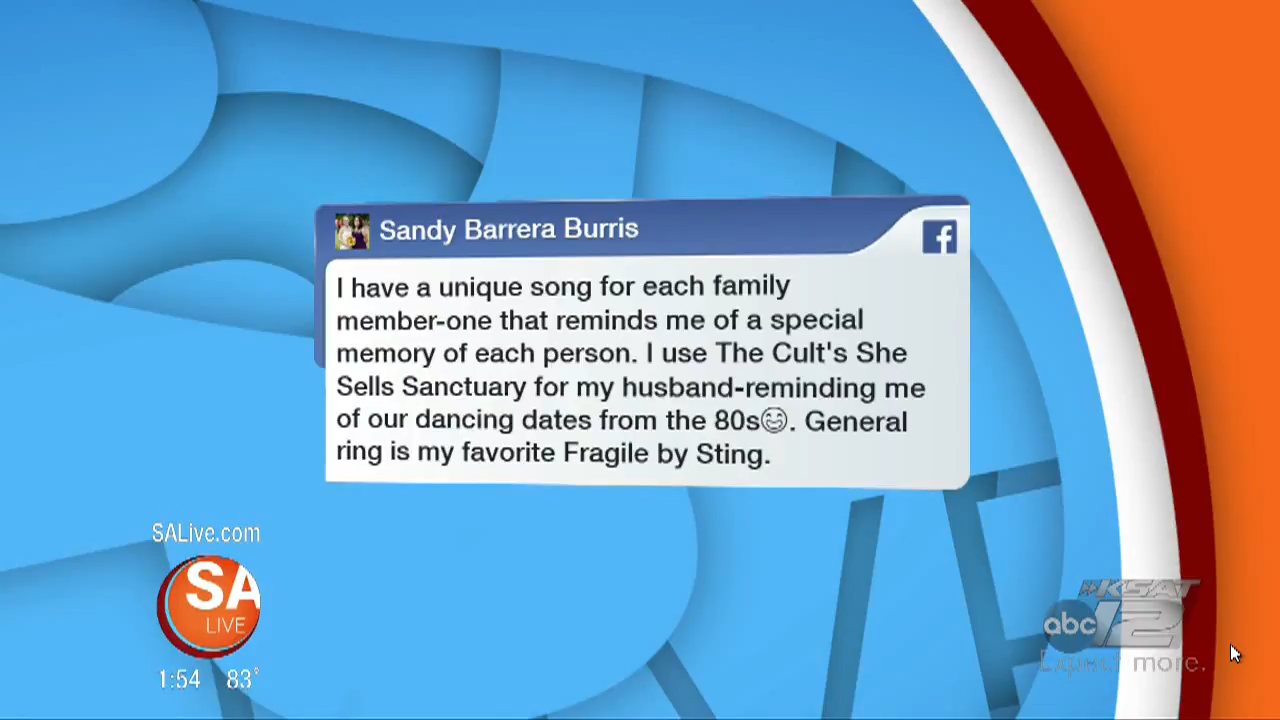 Sandy Barrera Burris
f
I have a unique song for each family
member-one that reminds me of a special
memory of each person. I use The Cult's She
Sells Sanctuary for my husband-reminding me
of our dancing dates from the 80s😊. General
ring is my favorite Fragile by Sting.
SALive.com
SA
LIVE
1:54 83°
KSAT
abc 12
Expect more.